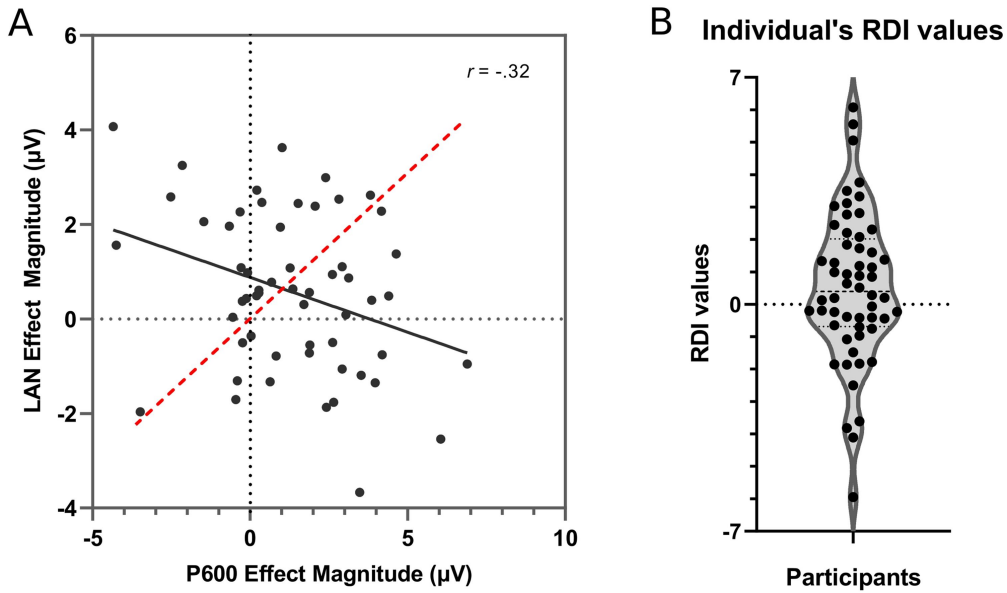 A
6
4
2
0
-2
-4
-5
0
5
10
r = -.32
LAN Effect Magnitude (µV)
P600 Effect Magnitude (µV)
B
Individual's RDI values
7
0
-7
RDI values
Participants